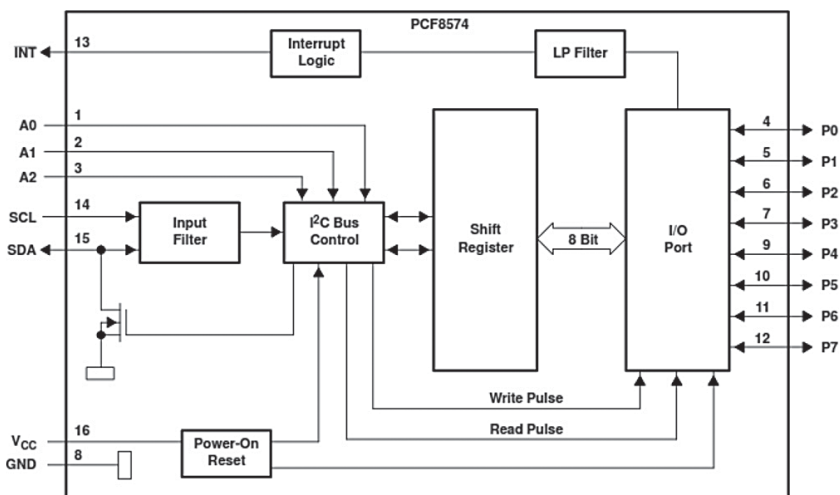 PCF8574
INT
13
Interrupt
Logic
LP Filter
A0
1
A1
2
A2
3
SCL
14
SDA
15
Input
Filter
I²C Bus
Control
Shift
Register
8 Bit
I/O
Port
4
P0
5
P1
6
P2
7
P3
9
P4
10
P5
11
P6
12
P7
Write Pulse
Read Pulse
VCC
16
GND
8
Power-On
Reset